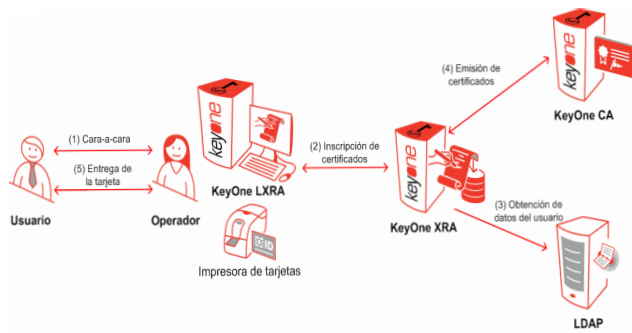 (1) Cara-a-cara
(5) Entrega de
la tarjeta
Usuario
Operador
keyone
KeyOne LXRA
ID
Impresora de tarjetas
(2) Inscripción de
certificados
keyone
KeyOne XRA
(4) Emisión de
certificados
keyone
KeyOne CA
(3) Obtención de
datos del usuario
LDAP